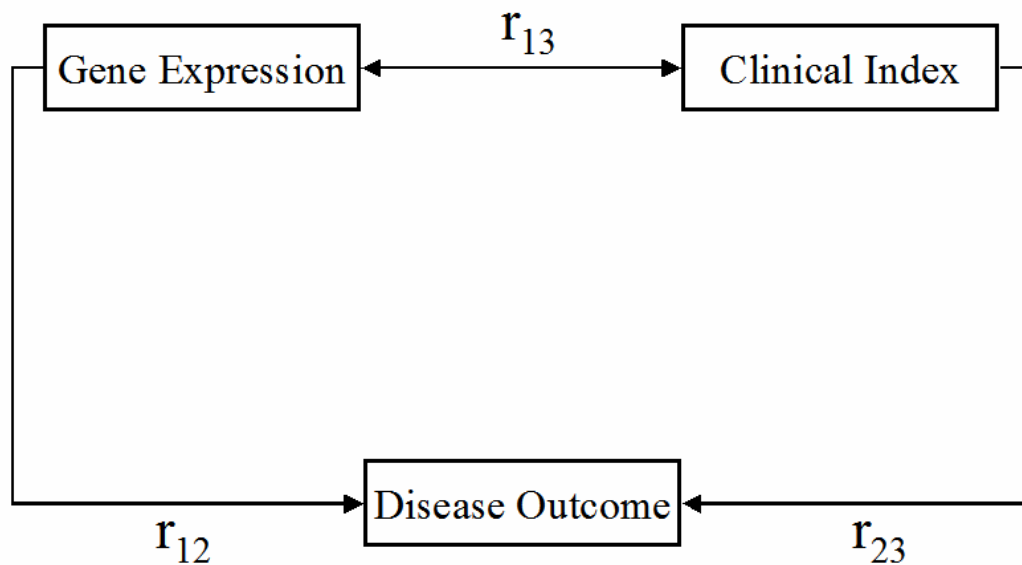 r₁₃
Gene Expression
Clinical Index
Disease Outcome
r₁₂
r₂₃